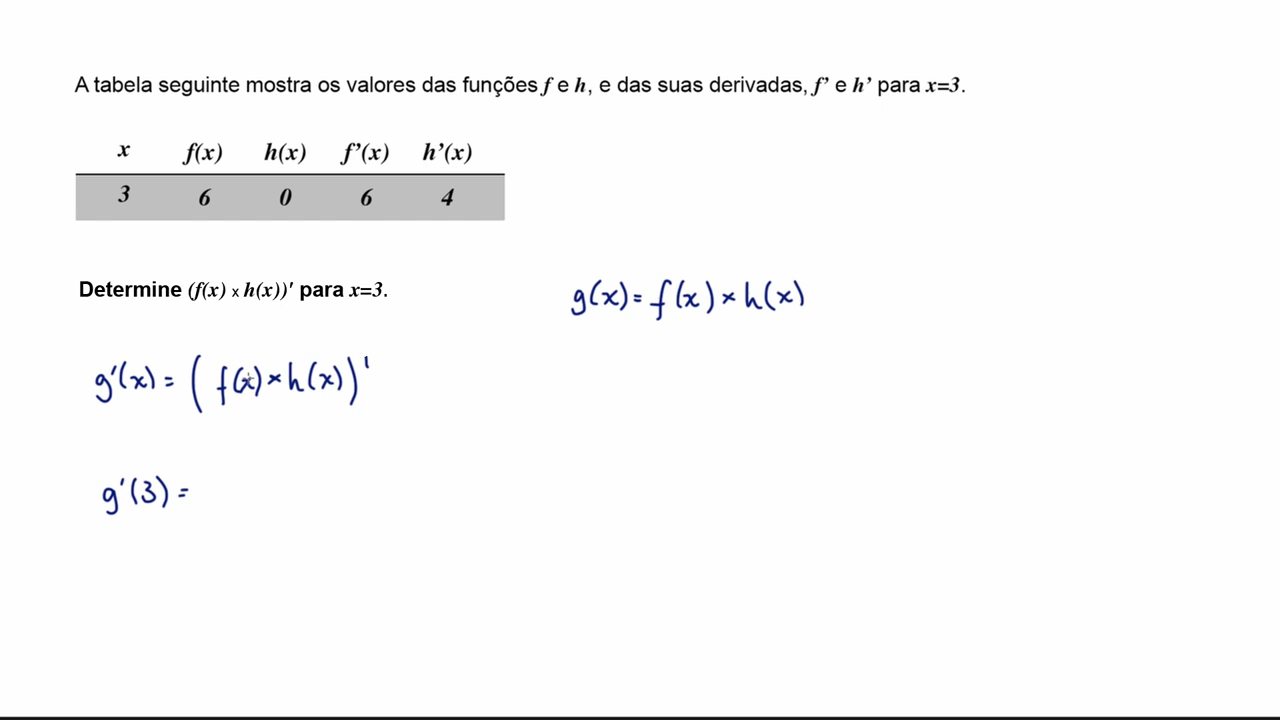 A tabela seguinte mostra os valores das funções f e h, e das suas derivadas, f’ e h’ para x=3.
x f(x) h(x) f’(x) h’(x)
3 6 0 6 4
Determine (f(x) x h(x))' para x=3.
g(x) = f(x) × h(x)
g'(x) = ( f(x) × h(x) )'
g'(3) =